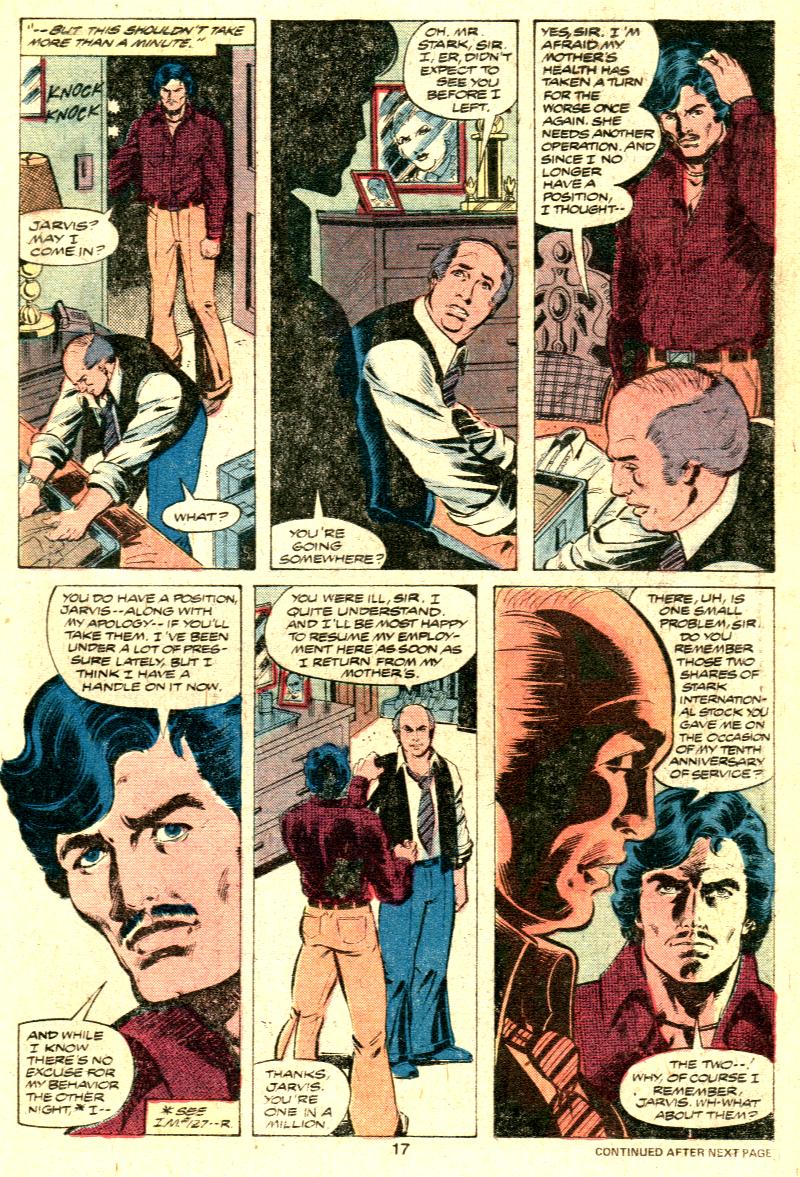 "--BUT THIS SHOULDN'T TAKE
MORE THAN A MINUTE."
KNOCK
KNOCK
JARVIS?
MAY I
COME IN?
WHAT?
OH. MR.
STARK, SIR.
I, ER, DIDN'T
EXPECT TO
SEE YOU
BEFORE I
LEFT.
YOU'RE
GOING
SOMEWHERE?
YES, SIR. I'M
AFRAID MY
MOTHER'S
HEALTH HAS
TAKEN A TURN
FOR THE
WORSE ONCE
AGAIN. SHE
NEEDS ANOTHER
OPERATION. AND
SINCE I NO
LONGER
HAVE A
POSITION,
I THOUGHT--
YOU DO HAVE A POSITION,
JARVIS--ALONG WITH
MY APOLOGY--IF YOU'LL
TAKE THEM. I'VE BEEN
UNDER A LOT OF PRES-
SURE LATELY, BUT I
THINK I HAVE A
HANDLE ON IT NOW.
AND WHILE
I KNOW
THERE'S NO
EXCUSE FOR
MY BEHAVIOR
THE OTHER
NIGHT,* I--
*SEE
I.M.#127--R.
YOU WERE ILL, SIR. I
QUITE UNDERSTAND.
AND I'LL BE MOST HAPPY
TO RESUME MY EMPLOY-
MENT HERE AS SOON AS
I RETURN FROM MY
MOTHER'S.
THANKS,
JARVIS.
YOU'RE
ONE IN A
MILLION.
THERE, UH, IS
ONE SMALL
PROBLEM, SIR.
DO YOU
REMEMBER
THOSE TWO
SHARES OF
STARK
INTERNATION-
AL STOCK YOU
GAVE ME ON
THE OCCASION
OF MY TENTH
ANNIVERSARY
OF SERVICE?
THE TWO--!
WHY, OF COURSE I
REMEMBER,
JARVIS. WH-WHAT
ABOUT THEM?
17
CONTINUED AFTER NEXT PAGE